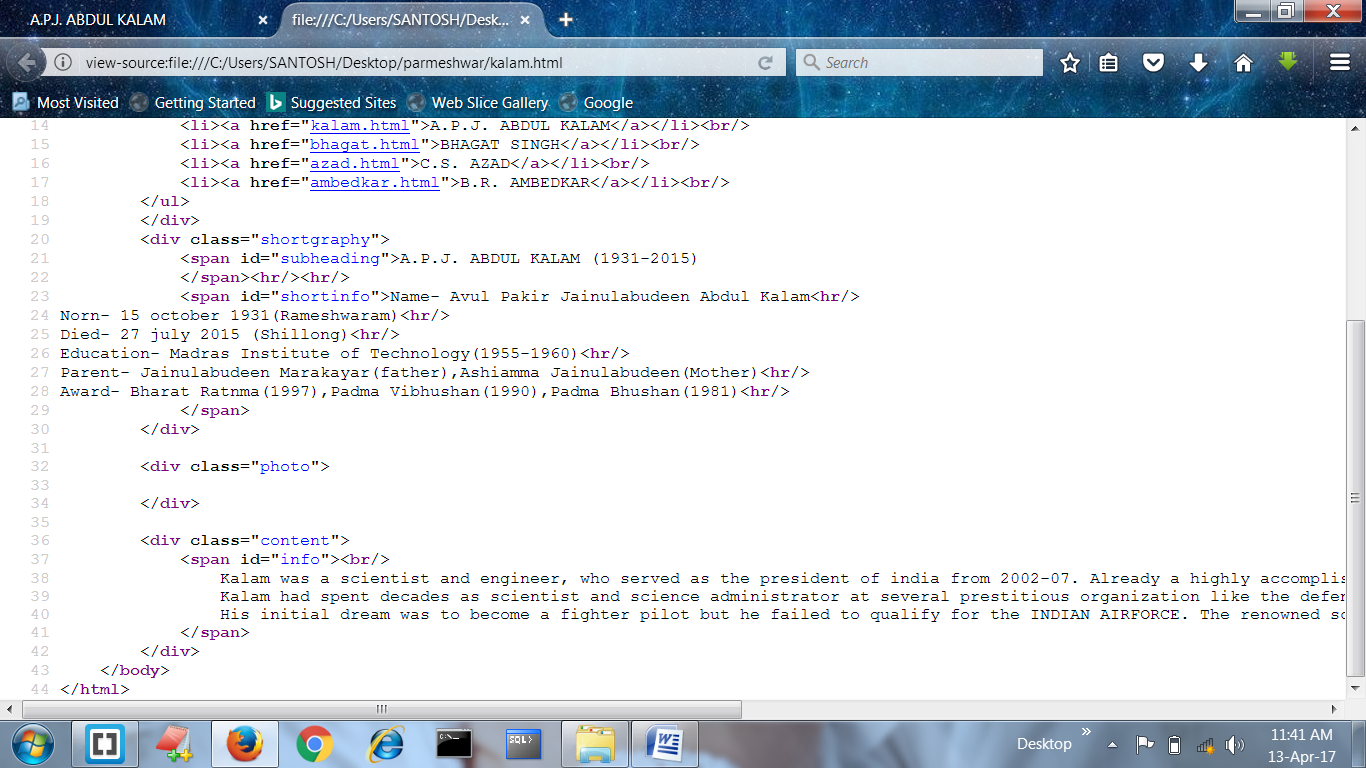 A.P.J. ABDUL KALAM
file:///C:/Users/SANTOSH/Desk...
view-source:file:///C:/Users/SANTOSH/Desktop/parmeshwar/kalam.html
Search
Most Visited Getting Started Suggested Sites Web Slice Gallery Google
14 <li><a href="kalam.html">A.P.J. ABDUL KALAM</a></li><br/>
15 <li><a href="bhagat.html">BHAGAT SINGH</a></li><br/>
16 <li><a href="azad.html">C.S. AZAD</a></li><br/>
17 <li><a href="ambedkar.html">B.R. AMBEDKAR</a></li><br/>
18 </ul>
19 </div>
20 <div class="shortgraphy">
21 <span id="subheading">A.P.J. ABDUL KALAM (1931-2015)
22 </span><hr/><hr/>
23 <span id="shortinfo">Name- Avul Pakir Jainulabudeen Abdul Kalam<hr/>
24 Norn- 15 october 1931(Rameshwaram)<hr/>
25 Died- 27 july 2015 (Shillong)<hr/>
26 Education- Madras Institute of Technology(1955-1960)<hr/>
27 Parent- Jainulabudeen Marakayar(father),Ashiamma Jainulabudeen(Mother)<hr/>
28 Award- Bharat Ratnma(1997),Padma Vibhushan(1990),Padma Bhushan(1981)<hr/>
29 </span>
30 </div>
31
32 <div class="photo">
33
34 </div>
35
36 <div class="content">
37 <span id="info"><br/>
38 Kalam was a scientist and engineer, who served as the president of india from 2002-07. Already a highly accomplis
39 Kalam had spent decades as scientist and science administrator at several prestitious organization like the defer
40 His initial dream was to become a fighter pilot but he failed to qualify for the INDIAN AIRFORCE. The renowned sc
41 </span>
42 </div>
43 </body>
44 </html>
C:\_
SQL>
Desktop
11:41 AM
13-Apr-17